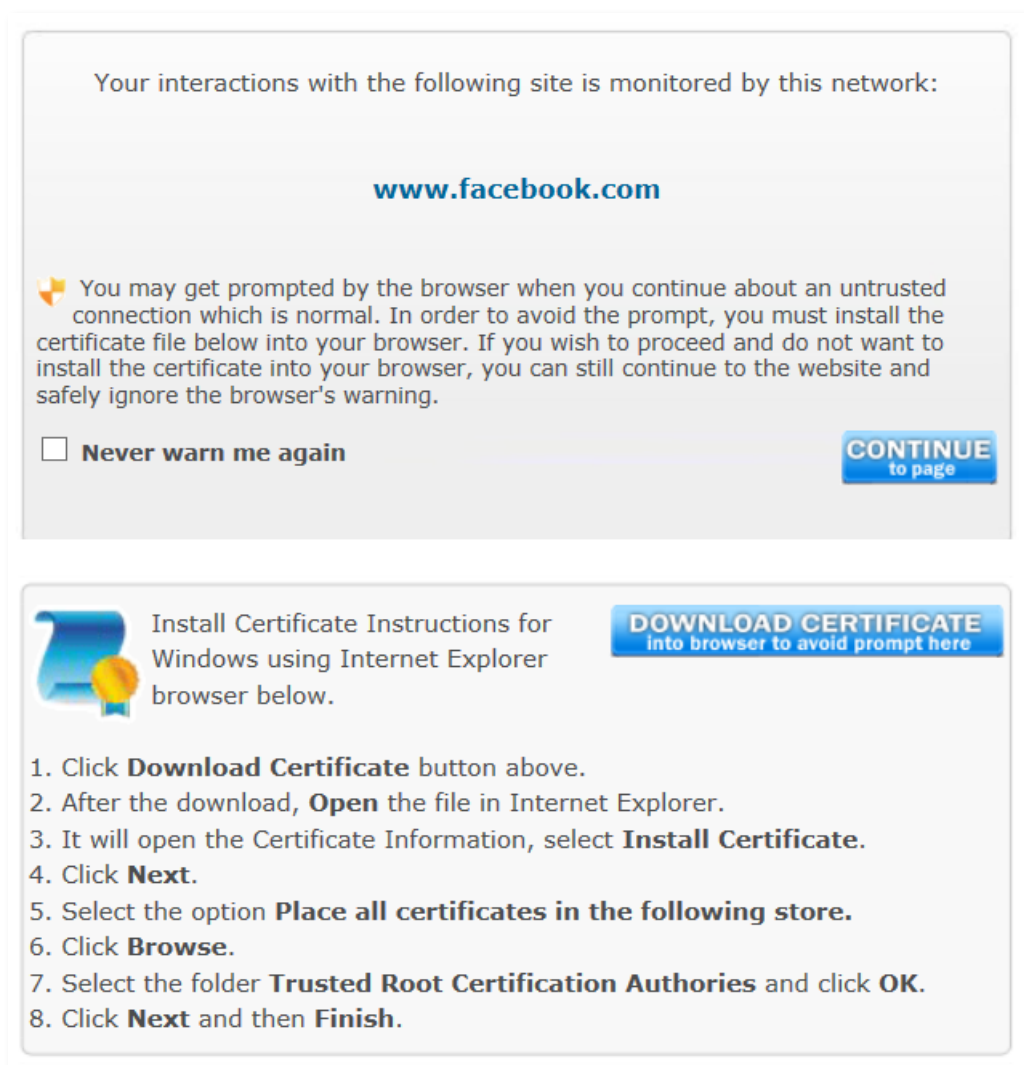 Your interactions with the following site is monitored by this network:
www.facebook.com
You may get prompted by the browser when you continue about an untrusted
connection which is normal. In order to avoid the prompt, you must install the
certificate file below into your browser. If you wish to proceed and do not want to
install the certificate into your browser, you can still continue to the website and
safely ignore the browser's warning.
Never warn me again
CONTINUE
to page
Install Certificate Instructions for
Windows using Internet Explorer
browser below.
DOWNLOAD CERTIFICATE
into browser to avoid prompt here
1. Click Download Certificate button above.
2. After the download, Open the file in Internet Explorer.
3. It will open the Certificate Information, select Install Certificate.
4. Click Next.
5. Select the option Place all certificates in the following store.
6. Click Browse.
7. Select the folder Trusted Root Certification Authories and click OK.
8. Click Next and then Finish.